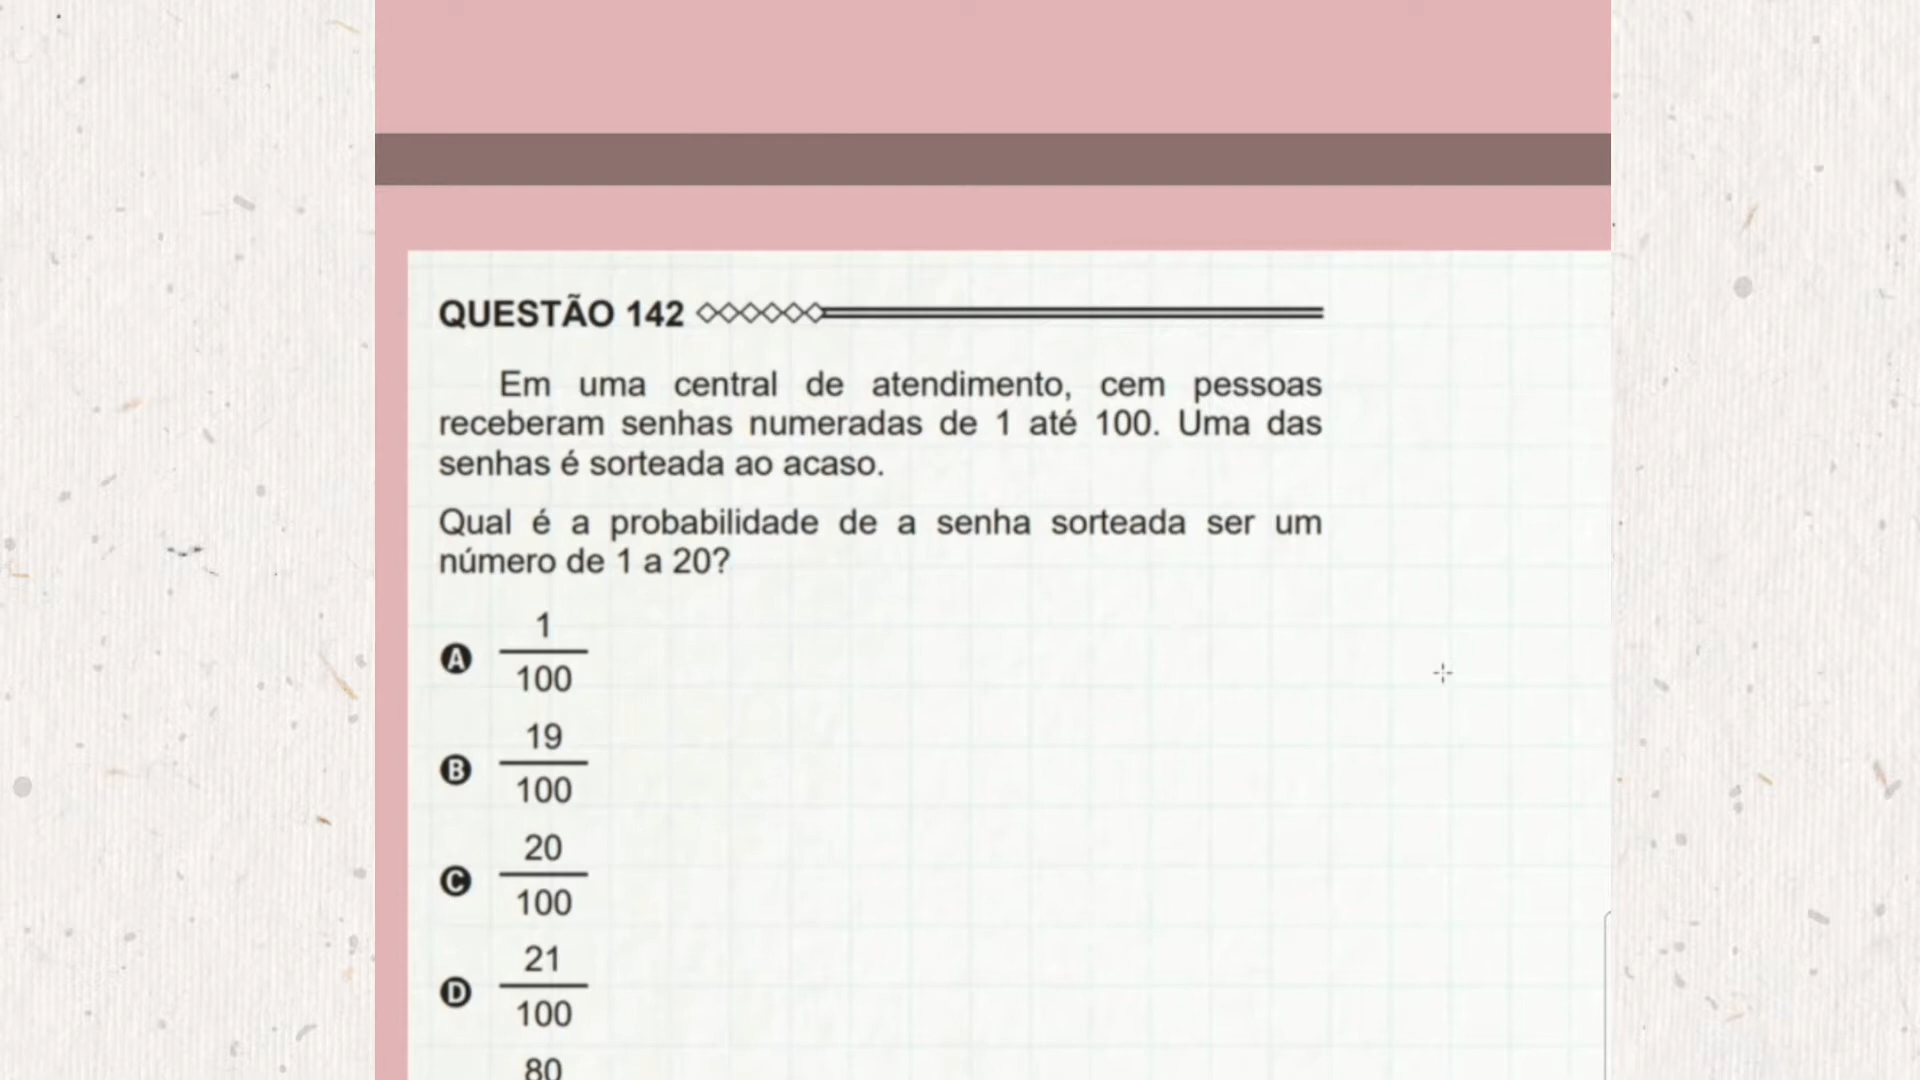 QUESTÃO 142
Em uma central de atendimento, cem pessoas
receberam senhas numeradas de 1 até 100. Uma das
senhas é sorteada ao acaso.
Qual é a probabilidade de a senha sorteada ser um
número de 1 a 20?
A 1
100
B 19
100
C 20
100
D 21
100
80